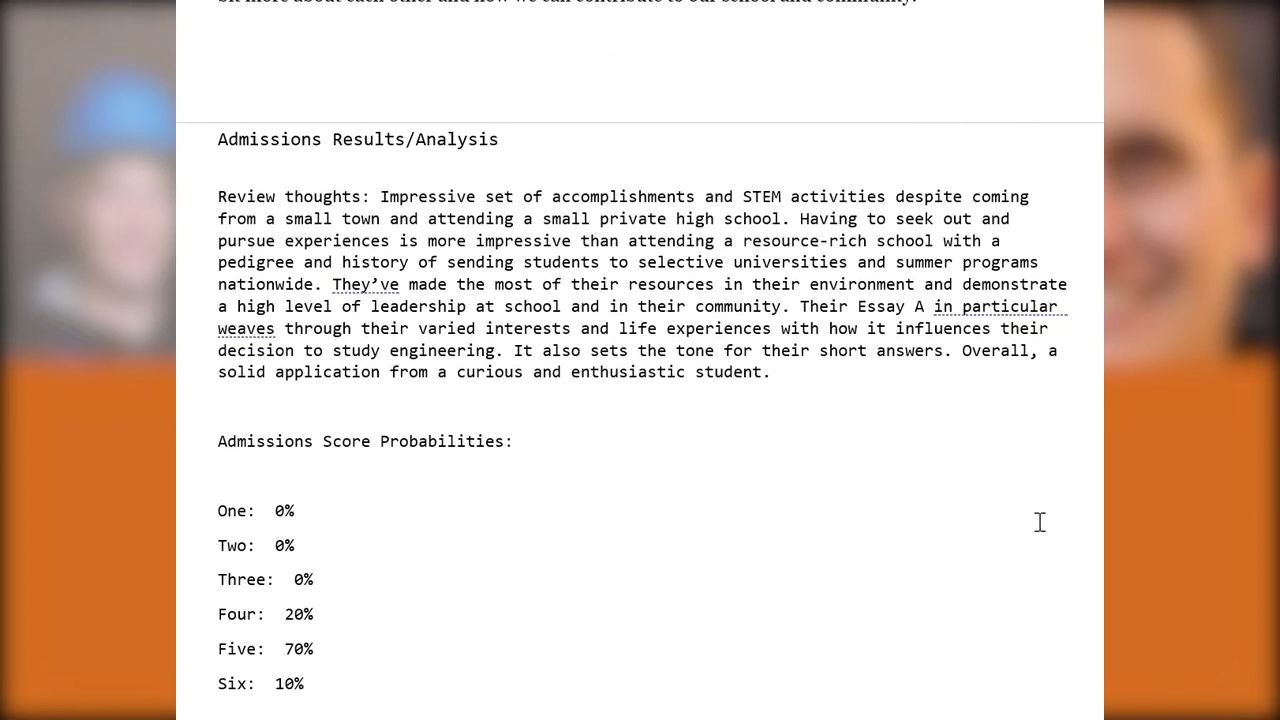 Admissions Results/Analysis
Review thoughts: Impressive set of accomplishments and STEM activities despite coming
from a small town and attending a small private high school. Having to seek out and
pursue experiences is more impressive than attending a resource-rich school with a
pedigree and history of sending students to selective universities and summer programs
nationwide. They’ve made the most of their resources in their environment and demonstrate
a high level of leadership at school and in their community. Their Essay A in particular
weaves through their varied interests and life experiences with how it influences their
decision to study engineering. It also sets the tone for their short answers. Overall, a
solid application from a curious and enthusiastic student.
Admissions Score Probabilities:
One: 0%
Two: 0%
Three: 0%
Four: 20%
Five: 70%
Six: 10%